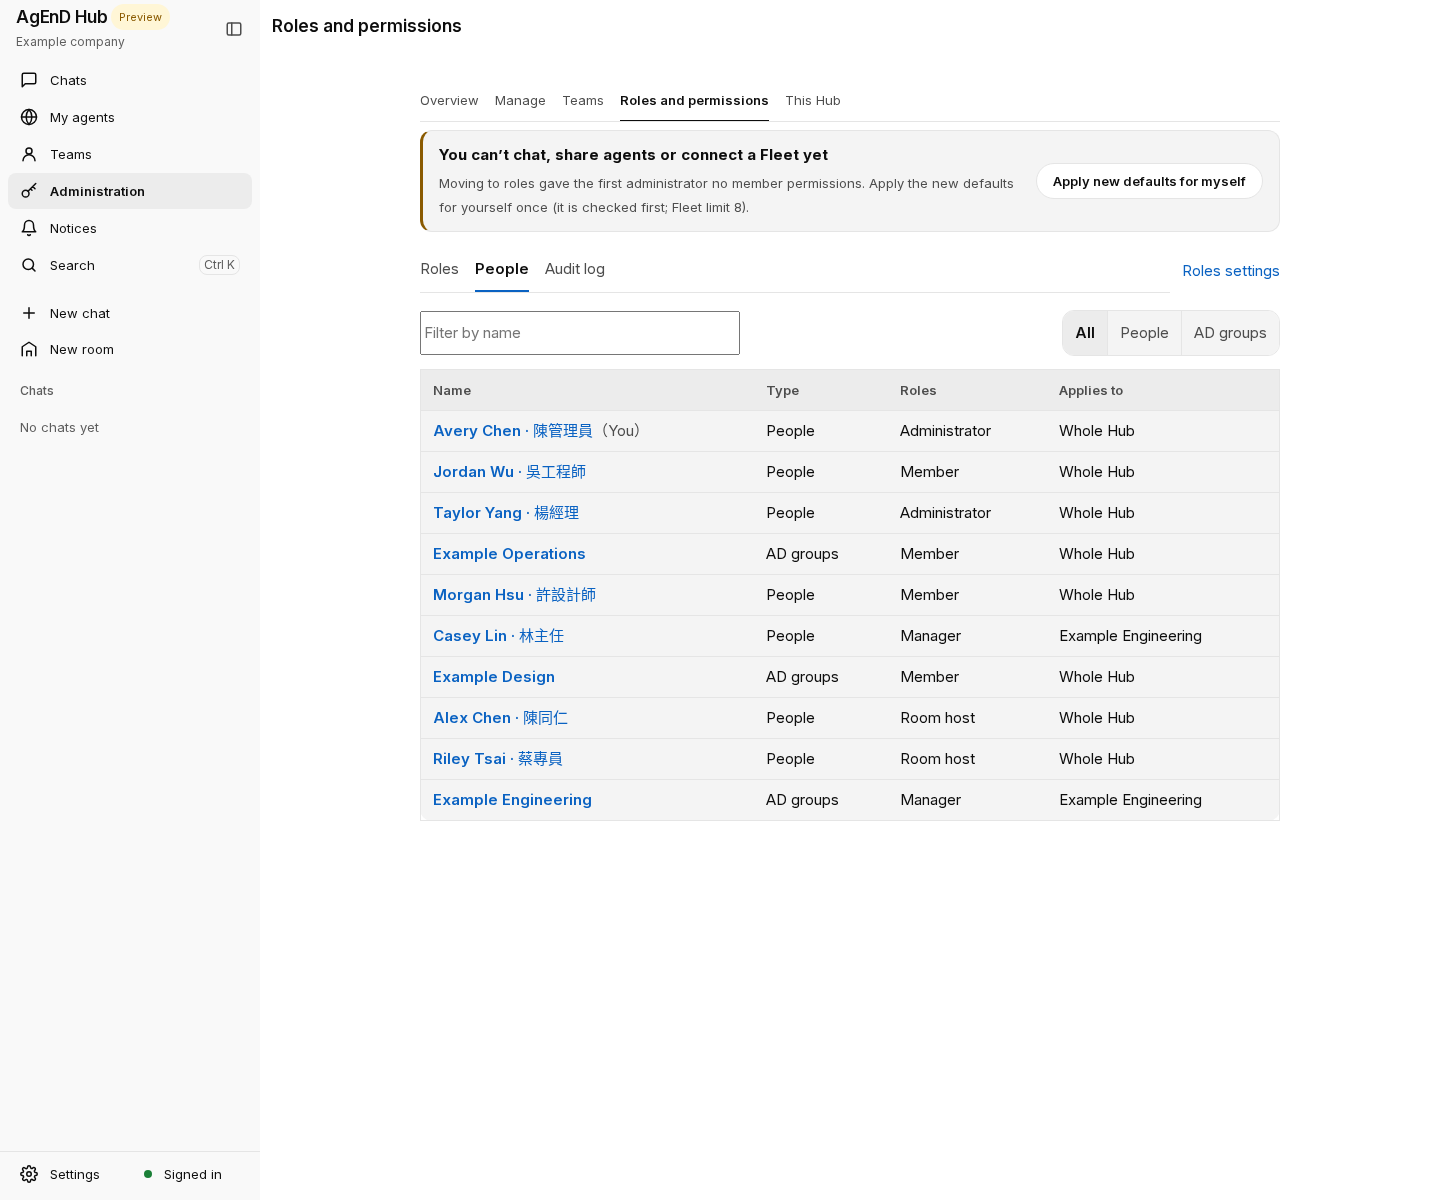 AgEnD Hub Preview
Example company
Chats
My agents
Teams
Administration
Notices
Search Ctrl K
New chat
New room
Chats
No chats yet
Settings Signed in
Roles and permissions
Overview Manage Teams Roles and permissions This Hub
You can’t chat, share agents or connect a Fleet yet
Moving to roles gave the first administrator no member permissions. Apply the new defaults
for yourself once (it is checked first; Fleet limit 8).
Apply new defaults for myself
Roles People Audit log Roles settings
Filter by name All People AD groups
Name Type Roles Applies to
Avery Chen · 陳管理員（You） People Administrator Whole Hub
Jordan Wu · 吳工程師 People Member Whole Hub
Taylor Yang · 楊經理 People Administrator Whole Hub
Example Operations AD groups Member Whole Hub
Morgan Hsu · 許設計師 People Member Whole Hub
Casey Lin · 林主任 People Manager Example Engineering
Example Design AD groups Member Whole Hub
Alex Chen · 陳同仁 People Room host Whole Hub
Riley Tsai · 蔡專員 People Room host Whole Hub
Example Engineering AD groups Manager Example Engineering